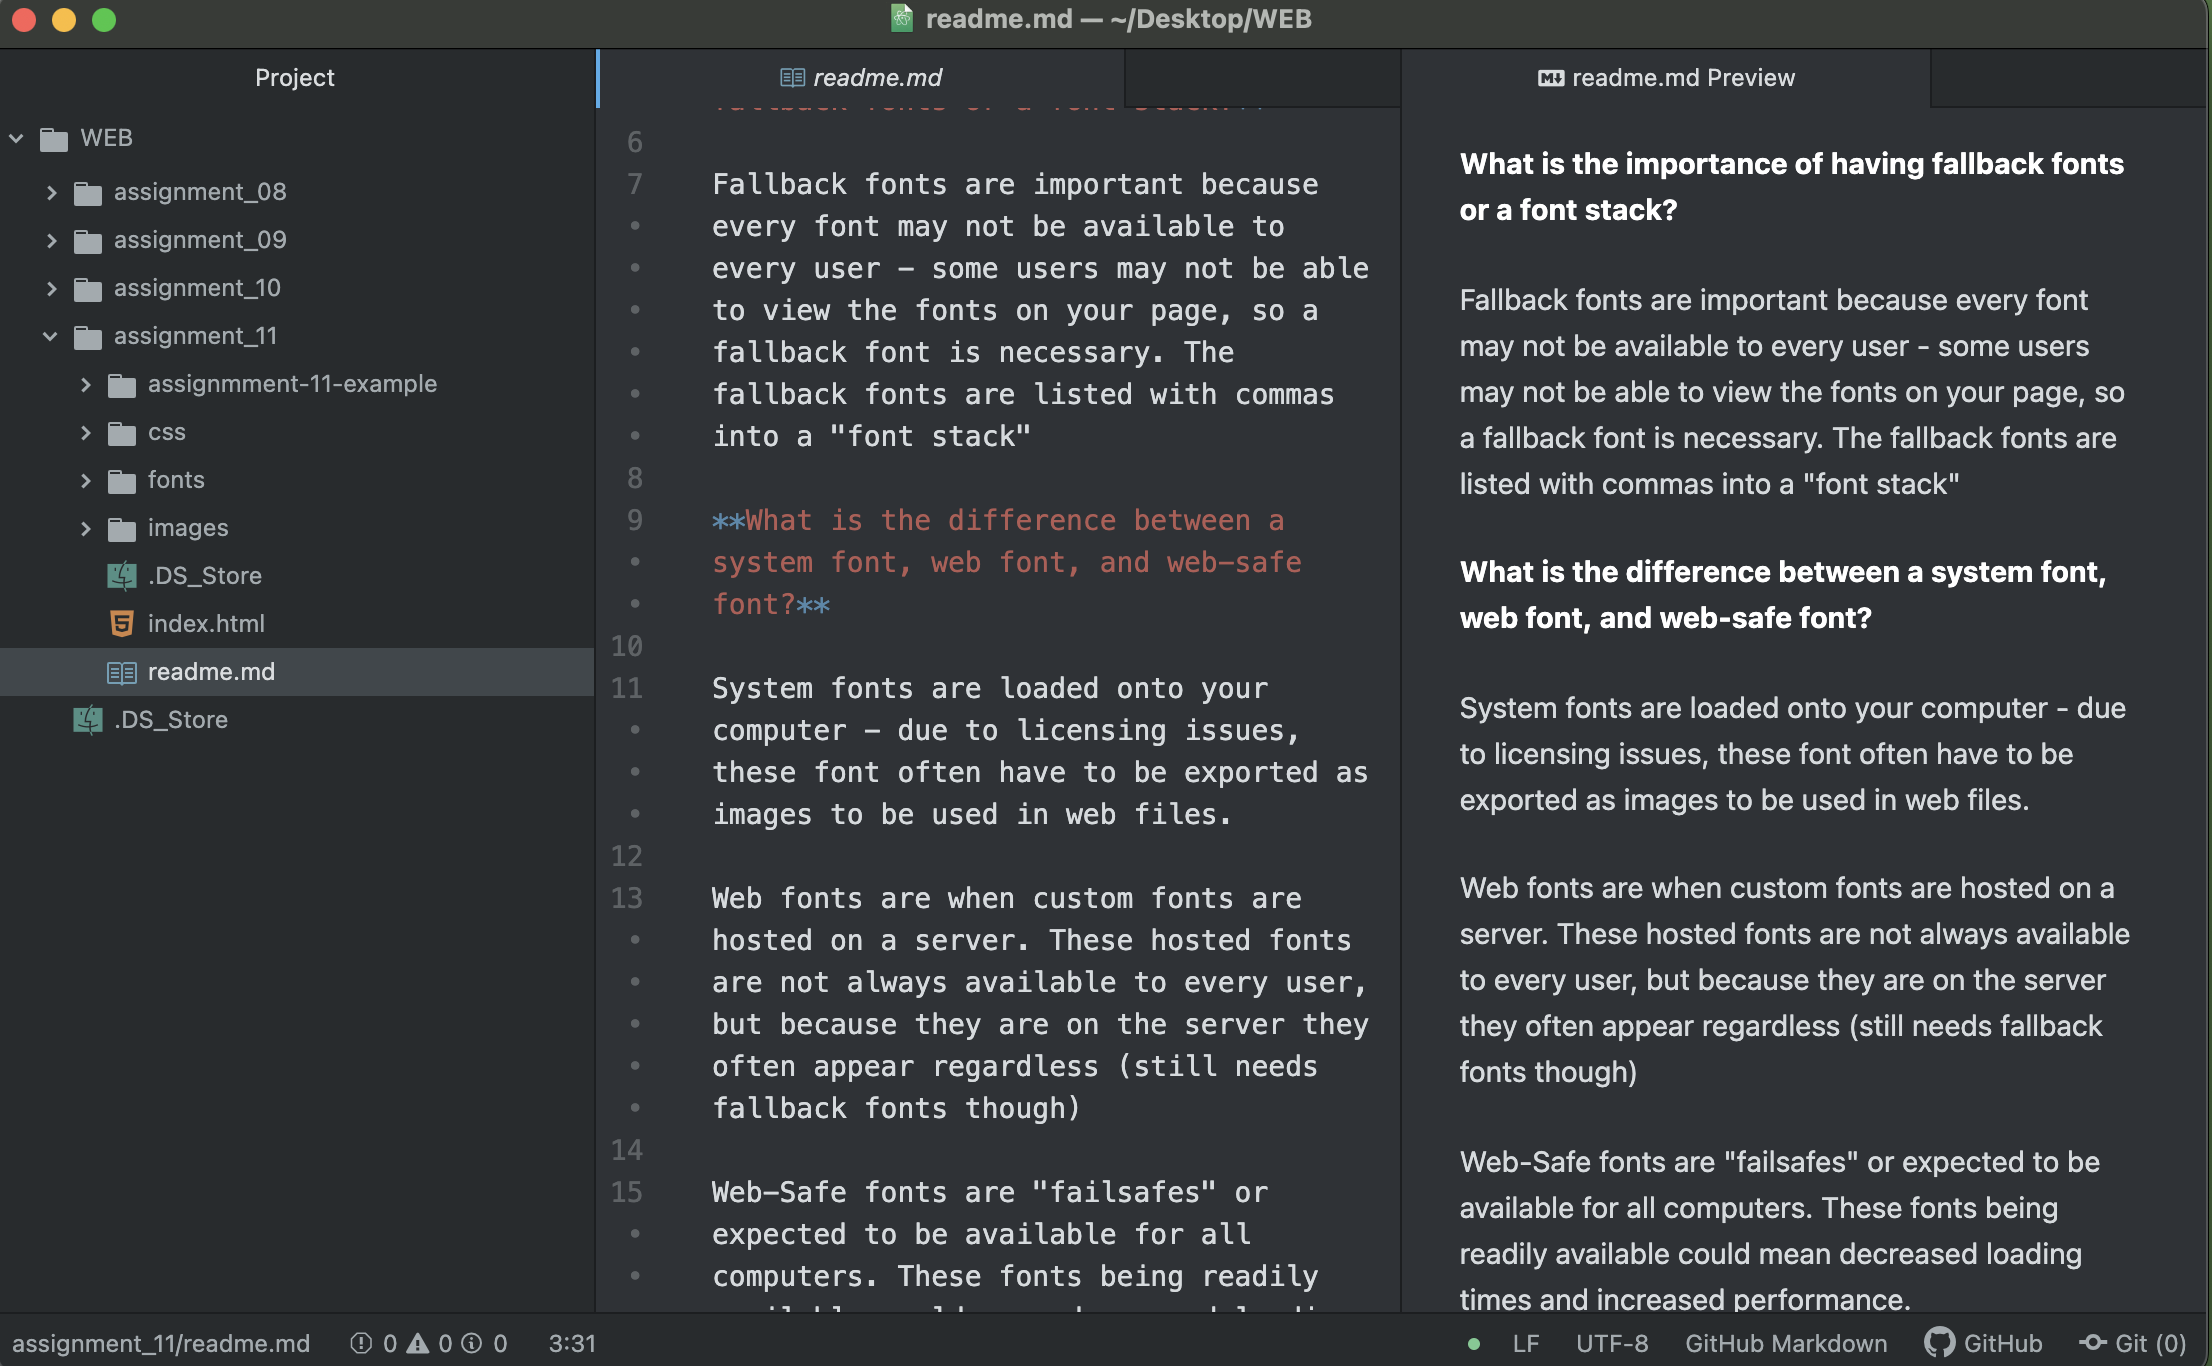 readme.md — ~/Desktop/WEB
Project
WEB
assignment_08
assignment_09
assignment_10
assignment_11
assignmment-11-example
css
fonts
images
.DS_Store
index.html
readme.md
.DS_Store
readme.md
fallback fonts or a font stack?**
6
7 Fallback fonts are important because
every font may not be available to
every user - some users may not be able
to view the fonts on your page, so a
fallback font is necessary. The
fallback fonts are listed with commas
into a "font stack"
8
9 **What is the difference between a
system font, web font, and web-safe
font?**
10
11 System fonts are loaded onto your
computer - due to licensing issues,
these font often have to be exported as
images to be used in web files.
12
13 Web fonts are when custom fonts are
hosted on a server. These hosted fonts
are not always available to every user,
but because they are on the server they
often appear regardless (still needs
fallback fonts though)
14
15 Web-Safe fonts are "failsafes" or
expected to be available for all
computers. These fonts being readily
readme.md Preview
What is the importance of having fallback fonts
or a font stack?
Fallback fonts are important because every font
may not be available to every user - some users
may not be able to view the fonts on your page, so
a fallback font is necessary. The fallback fonts are
listed with commas into a "font stack"
What is the difference between a system font,
web font, and web-safe font?
System fonts are loaded onto your computer - due
to licensing issues, these font often have to be
exported as images to be used in web files.
Web fonts are when custom fonts are hosted on a
server. These hosted fonts are not always available
to every user, but because they are on the server
they often appear regardless (still needs fallback
fonts though)
Web-Safe fonts are "failsafes" or expected to be
available for all computers. These fonts being
readily available could mean decreased loading
times and increased performance.
assignment_11/readme.md 0 0 0 3:31
LF UTF-8 GitHub Markdown GitHub Git (0)